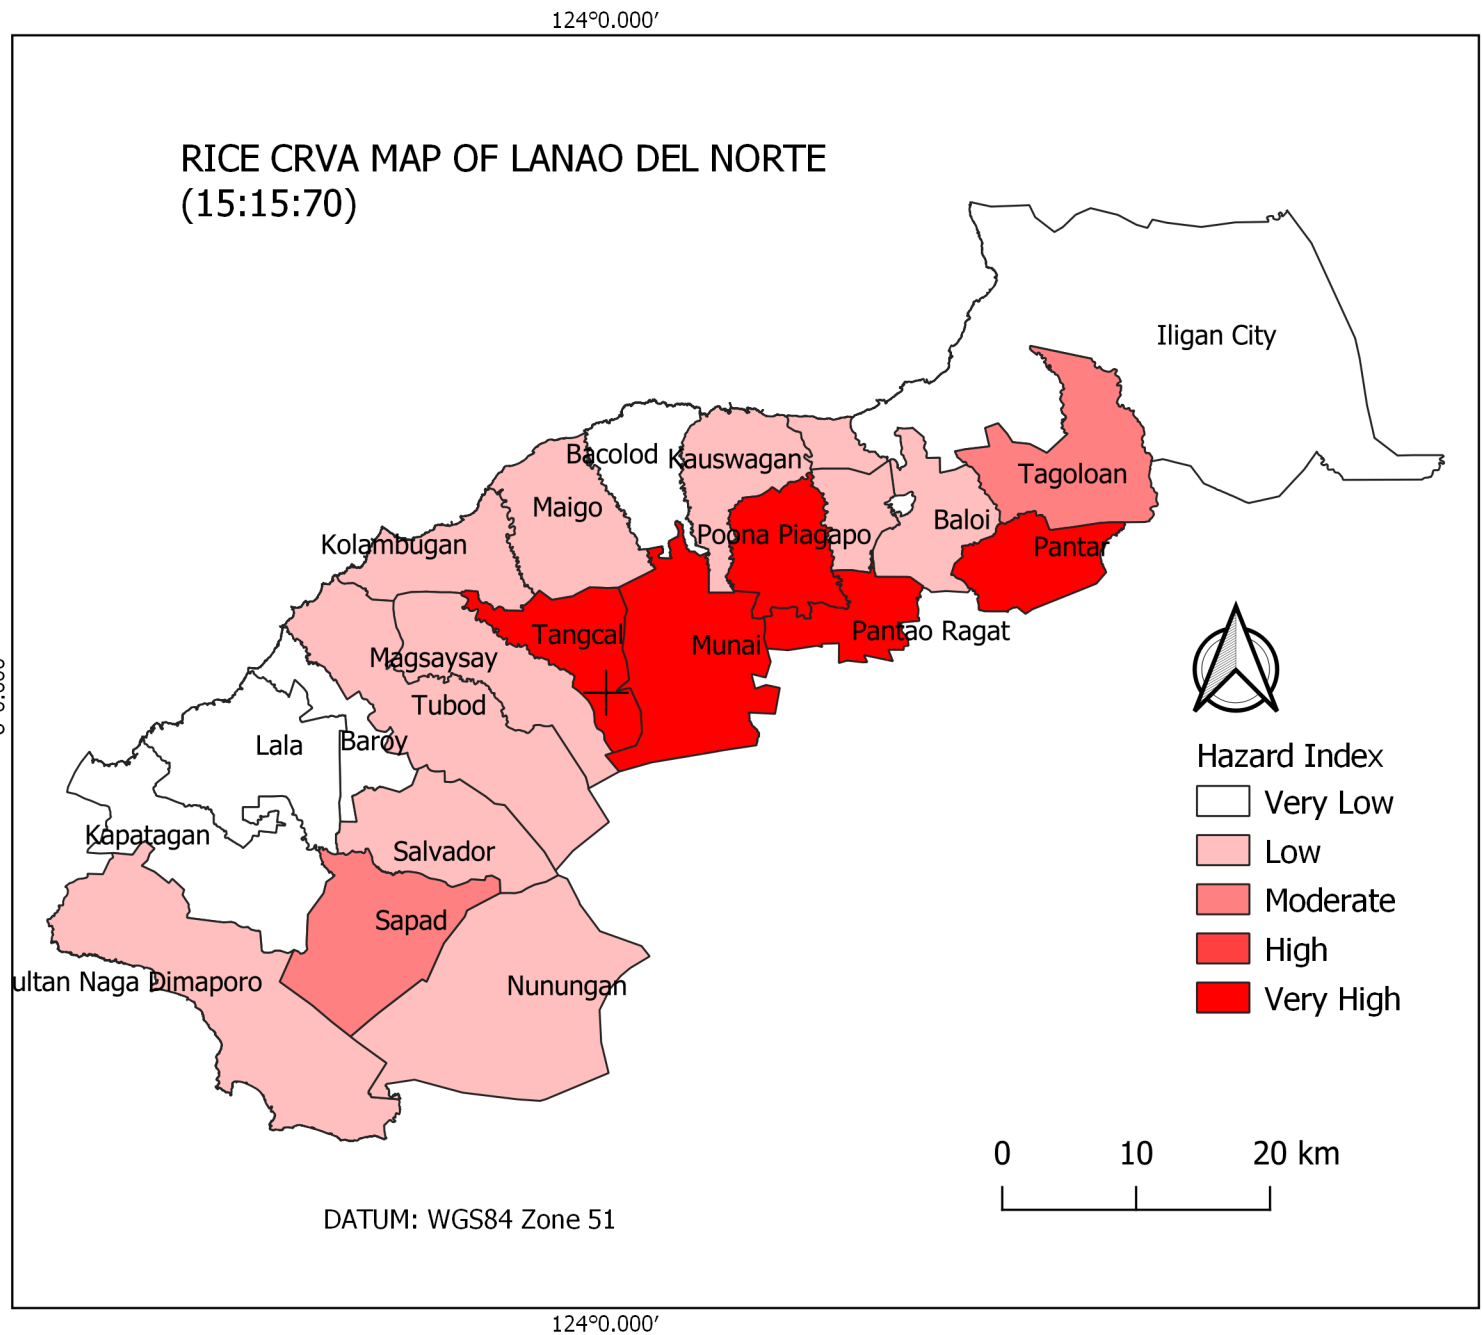 124°0.000′
RICE CRVA MAP OF LANAO DEL NORTE
(15:15:70)
Iligan City
Bacolod
Kauswagan
Tagoloan
Maigo
Baloi
Poona Piagapo
Kolambugan
Pantar
Tangcal
Munai
Pantao Ragat
Magsaysay
Tubod
Lala
Baroy
Kapatagan
Salvador
Sapad
ultan Naga Dimaporo
Nunungan
Hazard Index
Very Low
Low
Moderate
High
Very High
0 10 20 km
DATUM: WGS84 Zone 51
124°0.000′